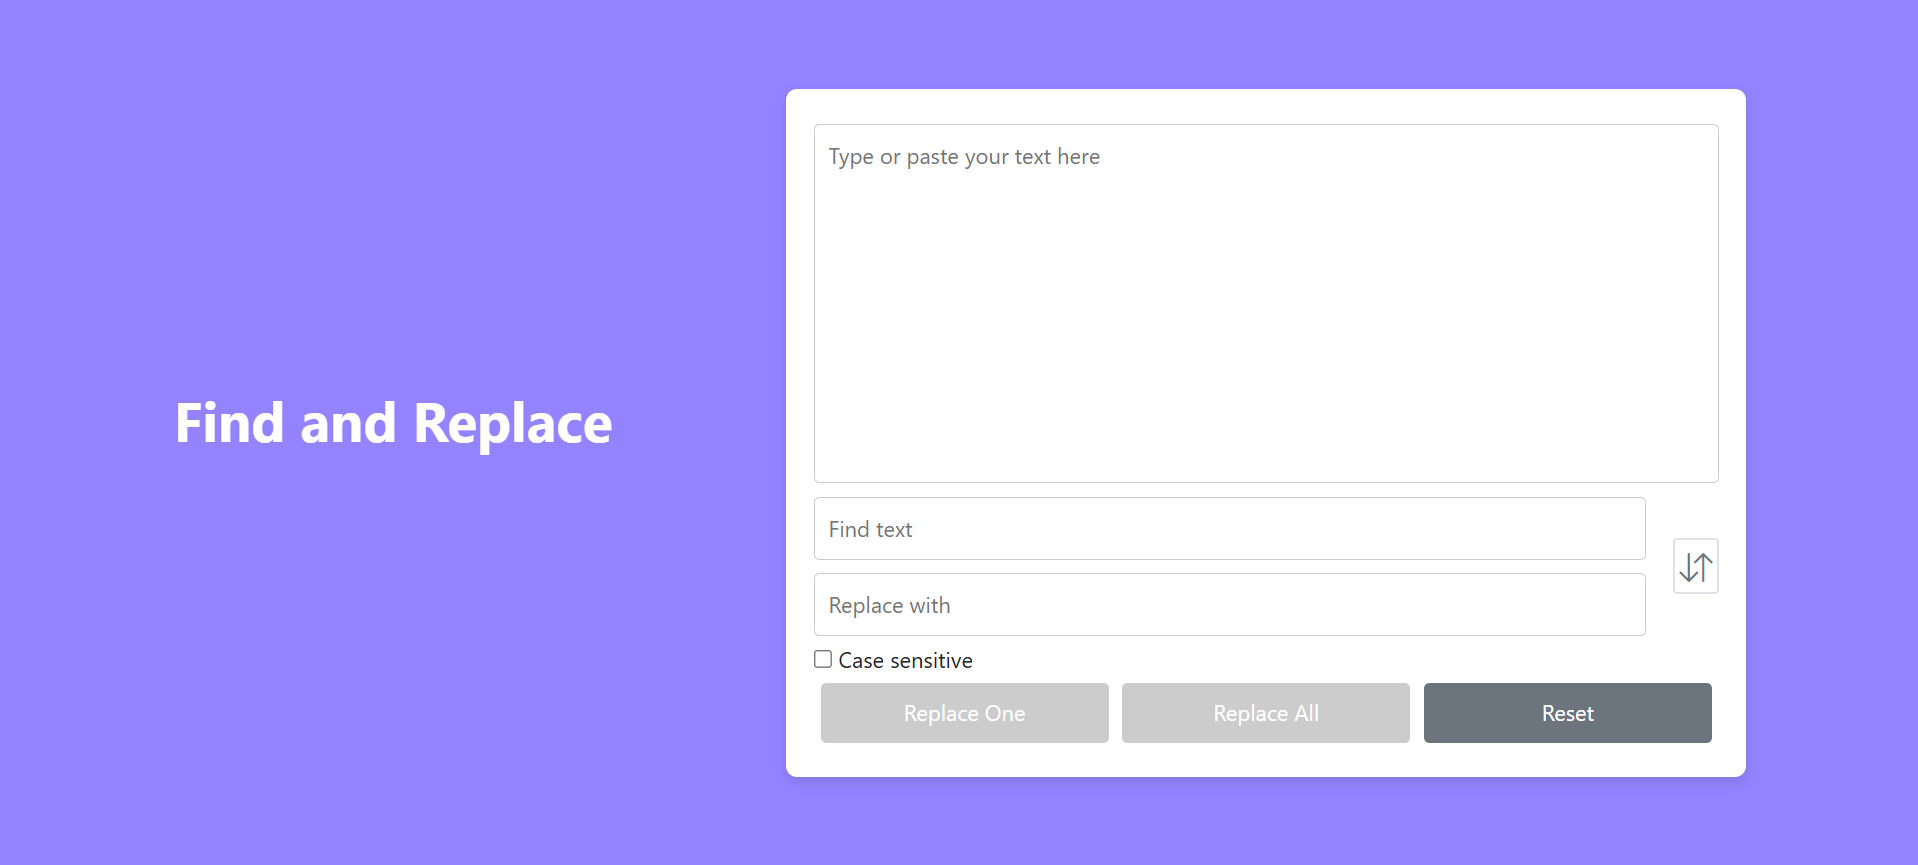 Find and Replace
Type or paste your text here
Find text
Replace with
Case sensitive
Replace One
Replace All
Reset